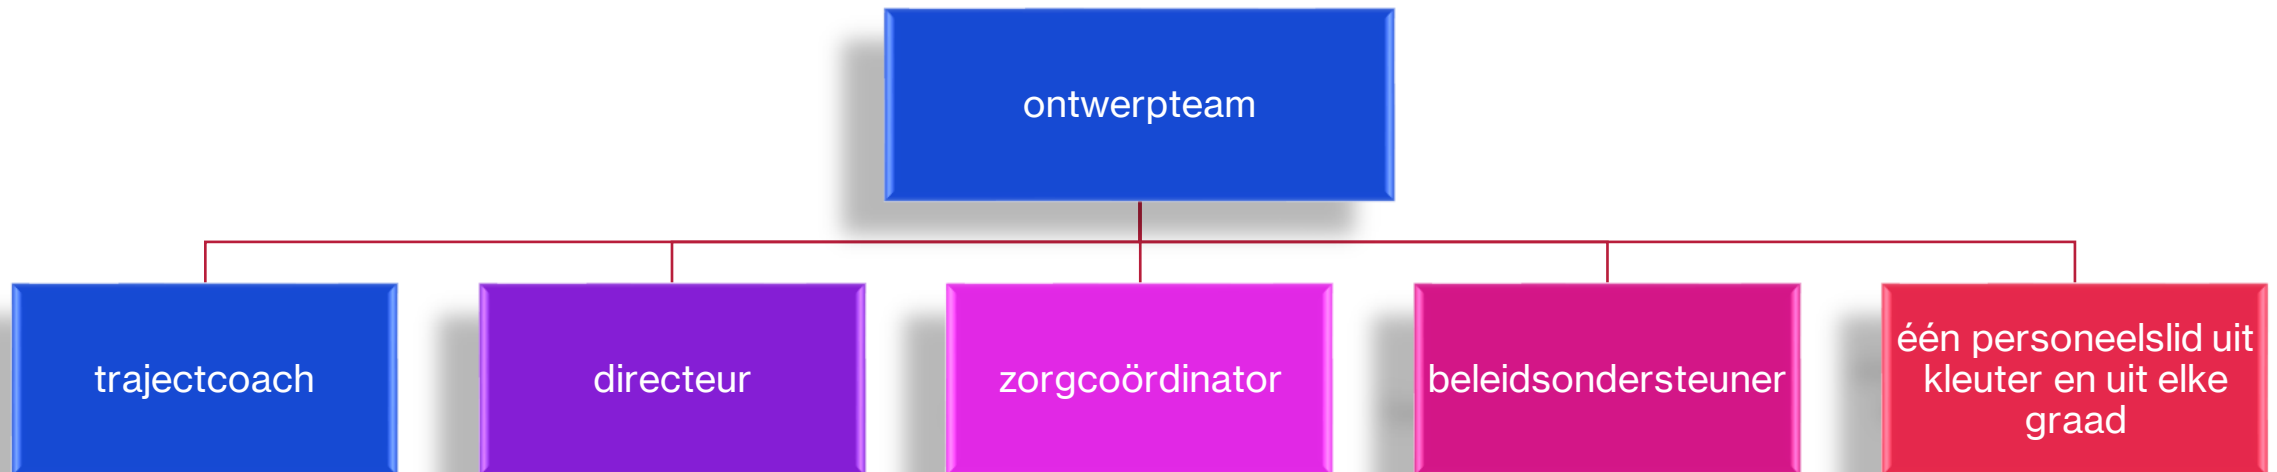 ontwerpteam
trajectcoach
directeur
zorgcoördinator
beleidsondersteuner
één personeelslid uit
kleuter en uit elke
graad